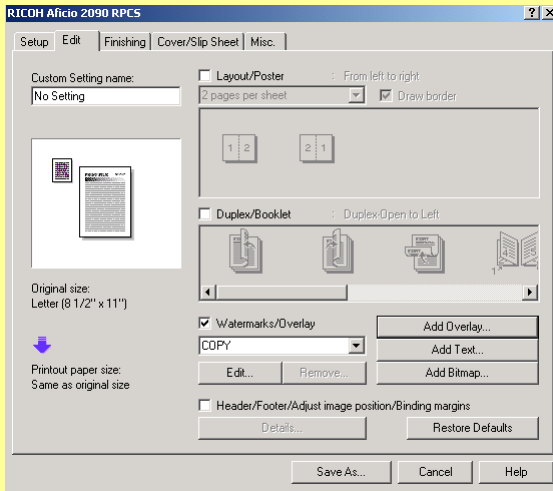 RICOH Aficio 2090 RPCS
Setup Edit Finishing Cover/Slip Sheet Misc.
Custom Setting name:
No Setting
Layout/Poster : From left to right
2 pages per sheet Draw border
1 2 2 1
Duplex/Booklet : Duplex-Open to Left
Original size:
Letter (8 1/2" x 11")
Watermarks/Overlay
COPY
Add Overlay...
Add Text...
Edit... Remove... Add Bitmap...
Printout paper size:
Same as original size
Header/Footer/Adjust image position/Binding margins
Details... Restore Defaults
Save As... Cancel Help